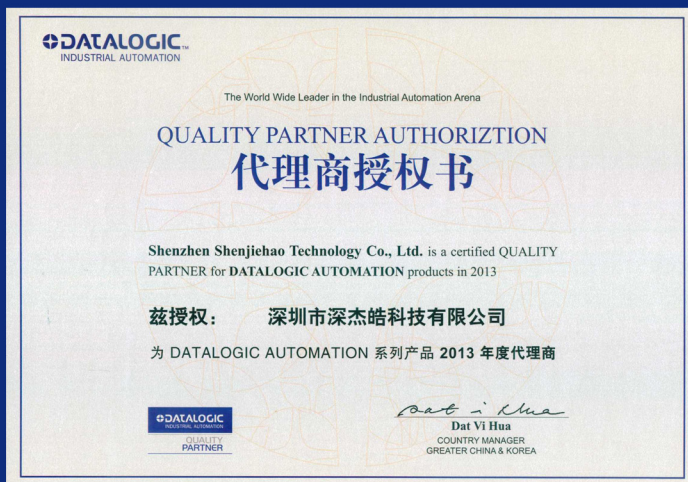 DATALOGIC™
INDUSTRIAL AUTOMATION
The World Wide Leader in the Industrial Automation Arena
QUALITY PARTNER AUTHORIZTION
代理商授权书
Shenzhen Shenjiehao Technology Co., Ltd. is a certified QUALITY
PARTNER for DATALOGIC AUTOMATION products in 2013
兹授权： 深圳市深杰皓科技有限公司
为 DATALOGIC AUTOMATION 系列产品 2013 年度代理商
DATALOGIC
INDUSTRIAL AUTOMATION
QUALITY
PARTNER
Dat Vi Hua
Dat Vi Hua
COUNTRY MANAGER
GREATER CHINA & KOREA